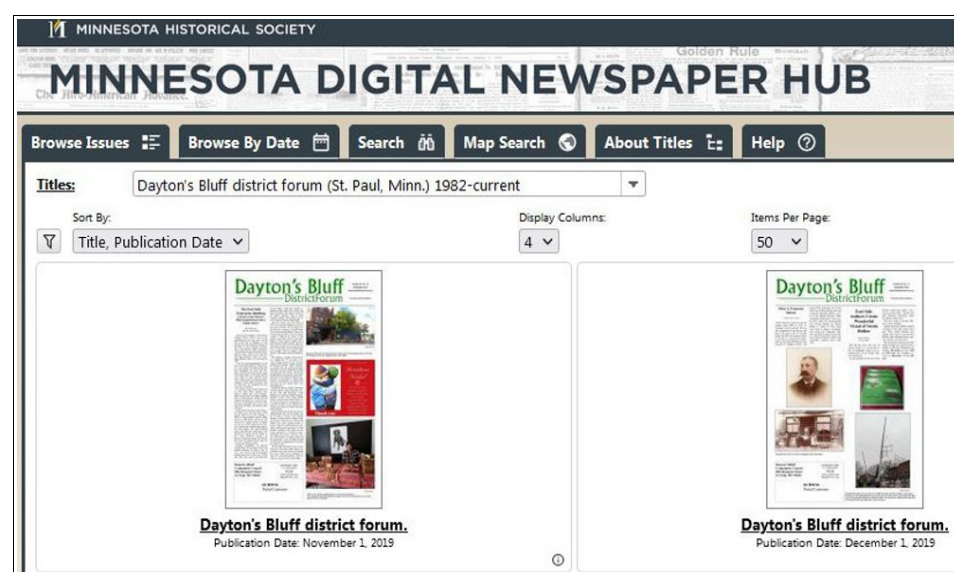 MINNESOTA HISTORICAL SOCIETY
Golden Rule
MINNESOTA DIGITAL NEWSPAPER HUB
Browse Issues
Browse By Date
Search
Map Search
About Titles
Help
Titles:
Dayton's Bluff district forum (St. Paul, Minn.) 1982-current
Sort By:
Display Columns:
Items Per Page:
Title, Publication Date
4
50
Dayton's Bluff
District Forum
Dayton's Bluff
District Forum
Dayton's Bluff district forum.
Publication Date: November 1, 2019
Dayton's Bluff district forum.
Publication Date: December 1, 2019